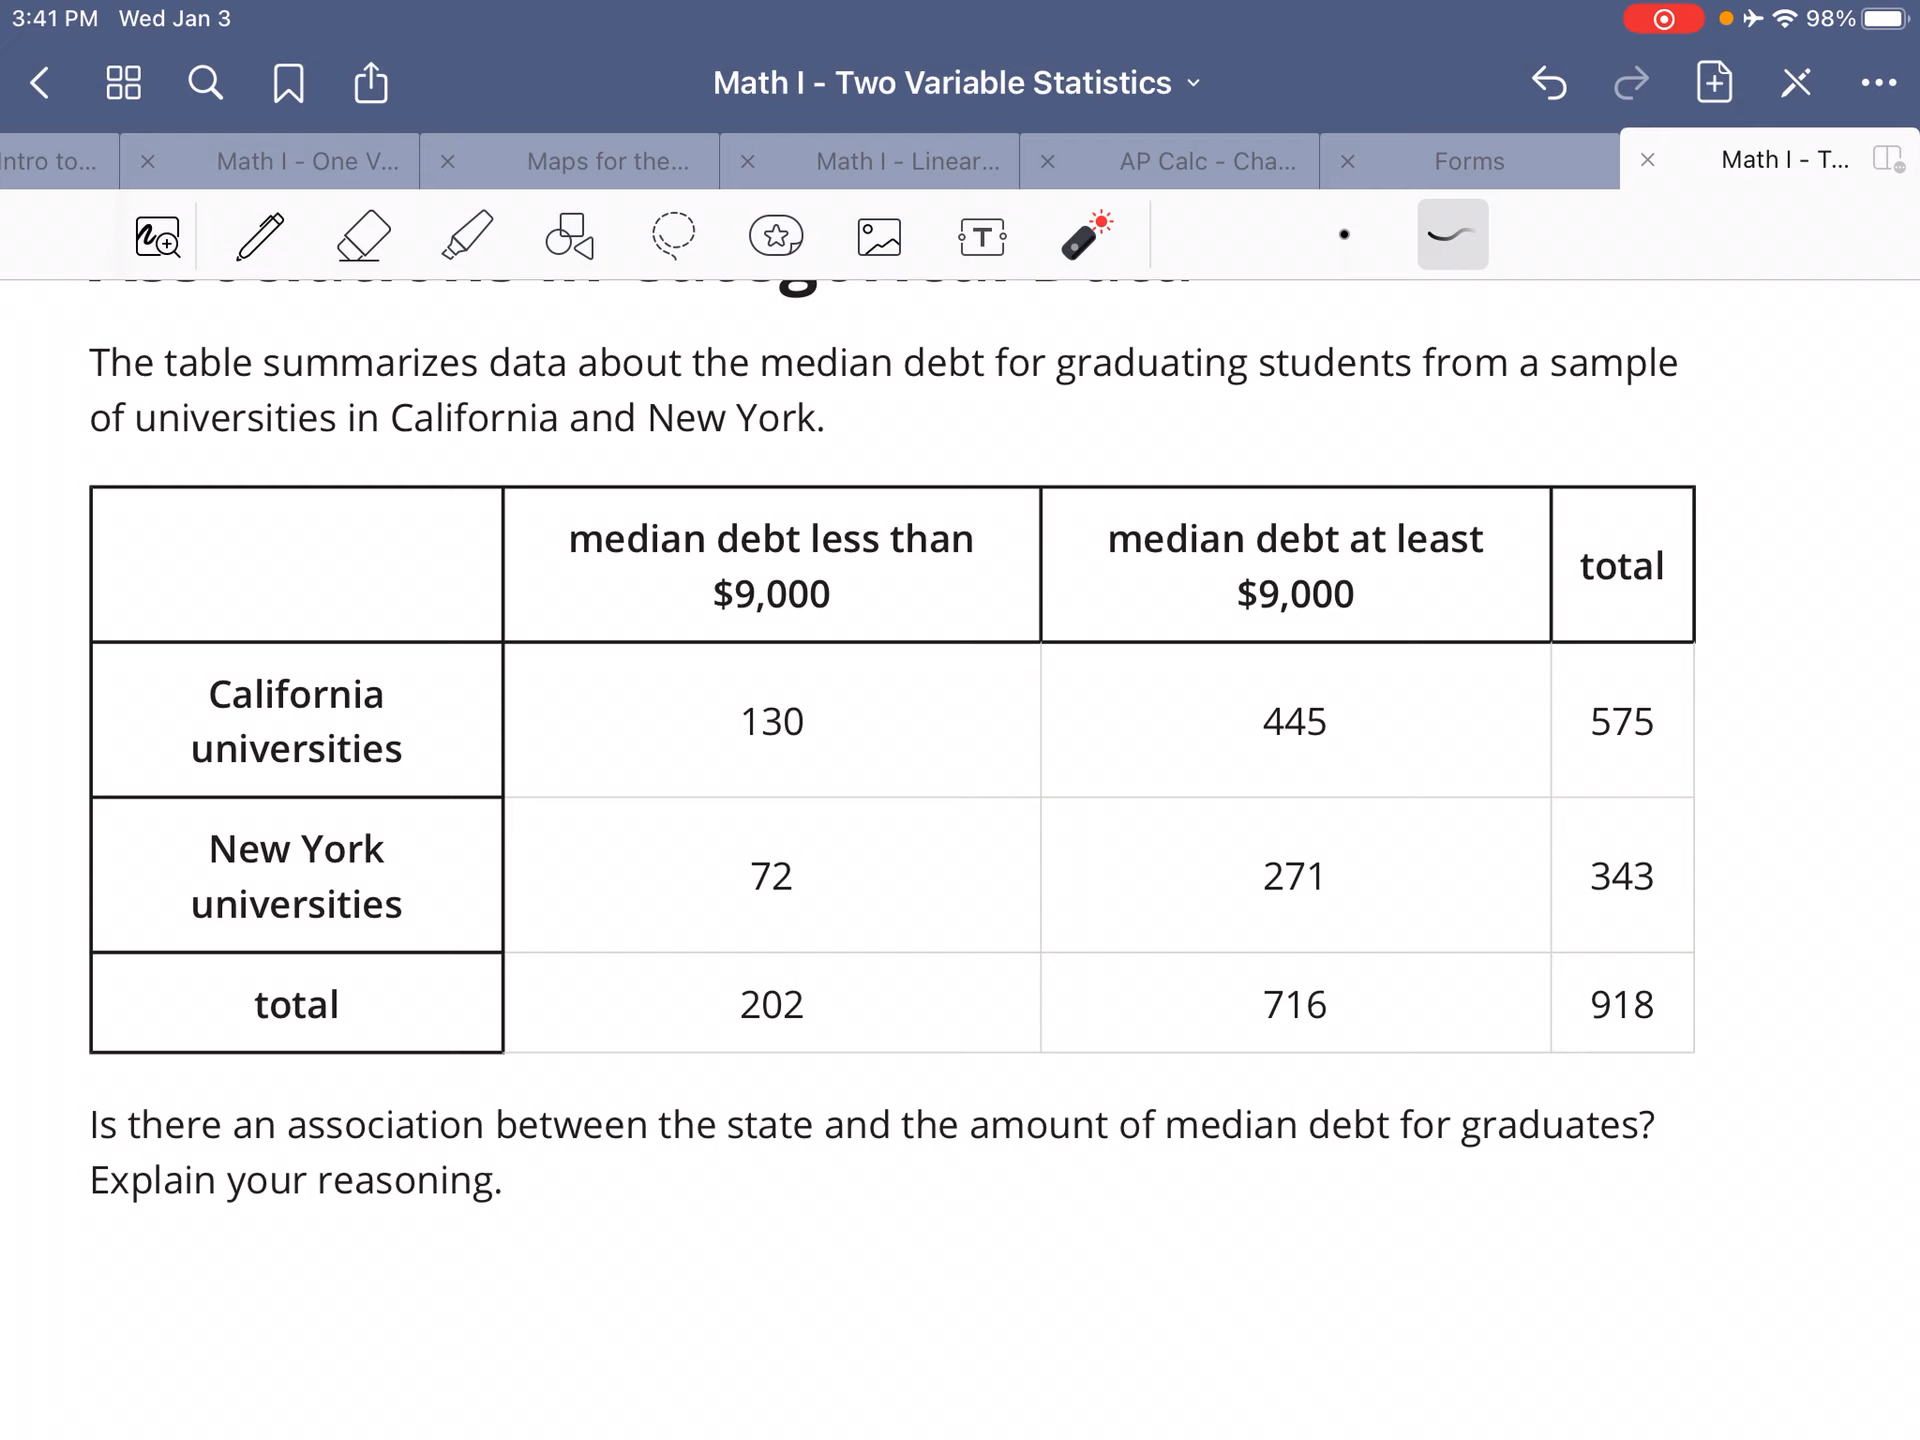 3:41 PM Wed Jan 3
98%
Math I - Two Variable Statistics
Intro to...
Math I - One V...
Maps for the...
Math I - Linear...
AP Calc - Cha...
Forms
Math I - T...
Associations in Categorical Data
The table summarizes data about the median debt for graduating students from a sample
of universities in California and New York.
median debt less than
$9,000
median debt at least
$9,000
total
California
universities
130
445
575
New York
universities
72
271
343
total
202
716
918
Is there an association between the state and the amount of median debt for graduates?
Explain your reasoning.